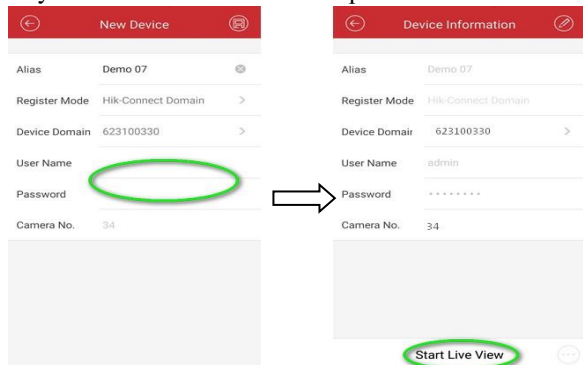 New Device
Alias Demo 07
Register Mode Hik-Connect Domain
Device Domain 623100330
User Name
Password
Camera No. 34
Device Information
Alias Demo 07
Register Mode Hik-Connect Domain
Device Domair 623100330
User Name admin
Password ········
Camera No. 34
Start Live View